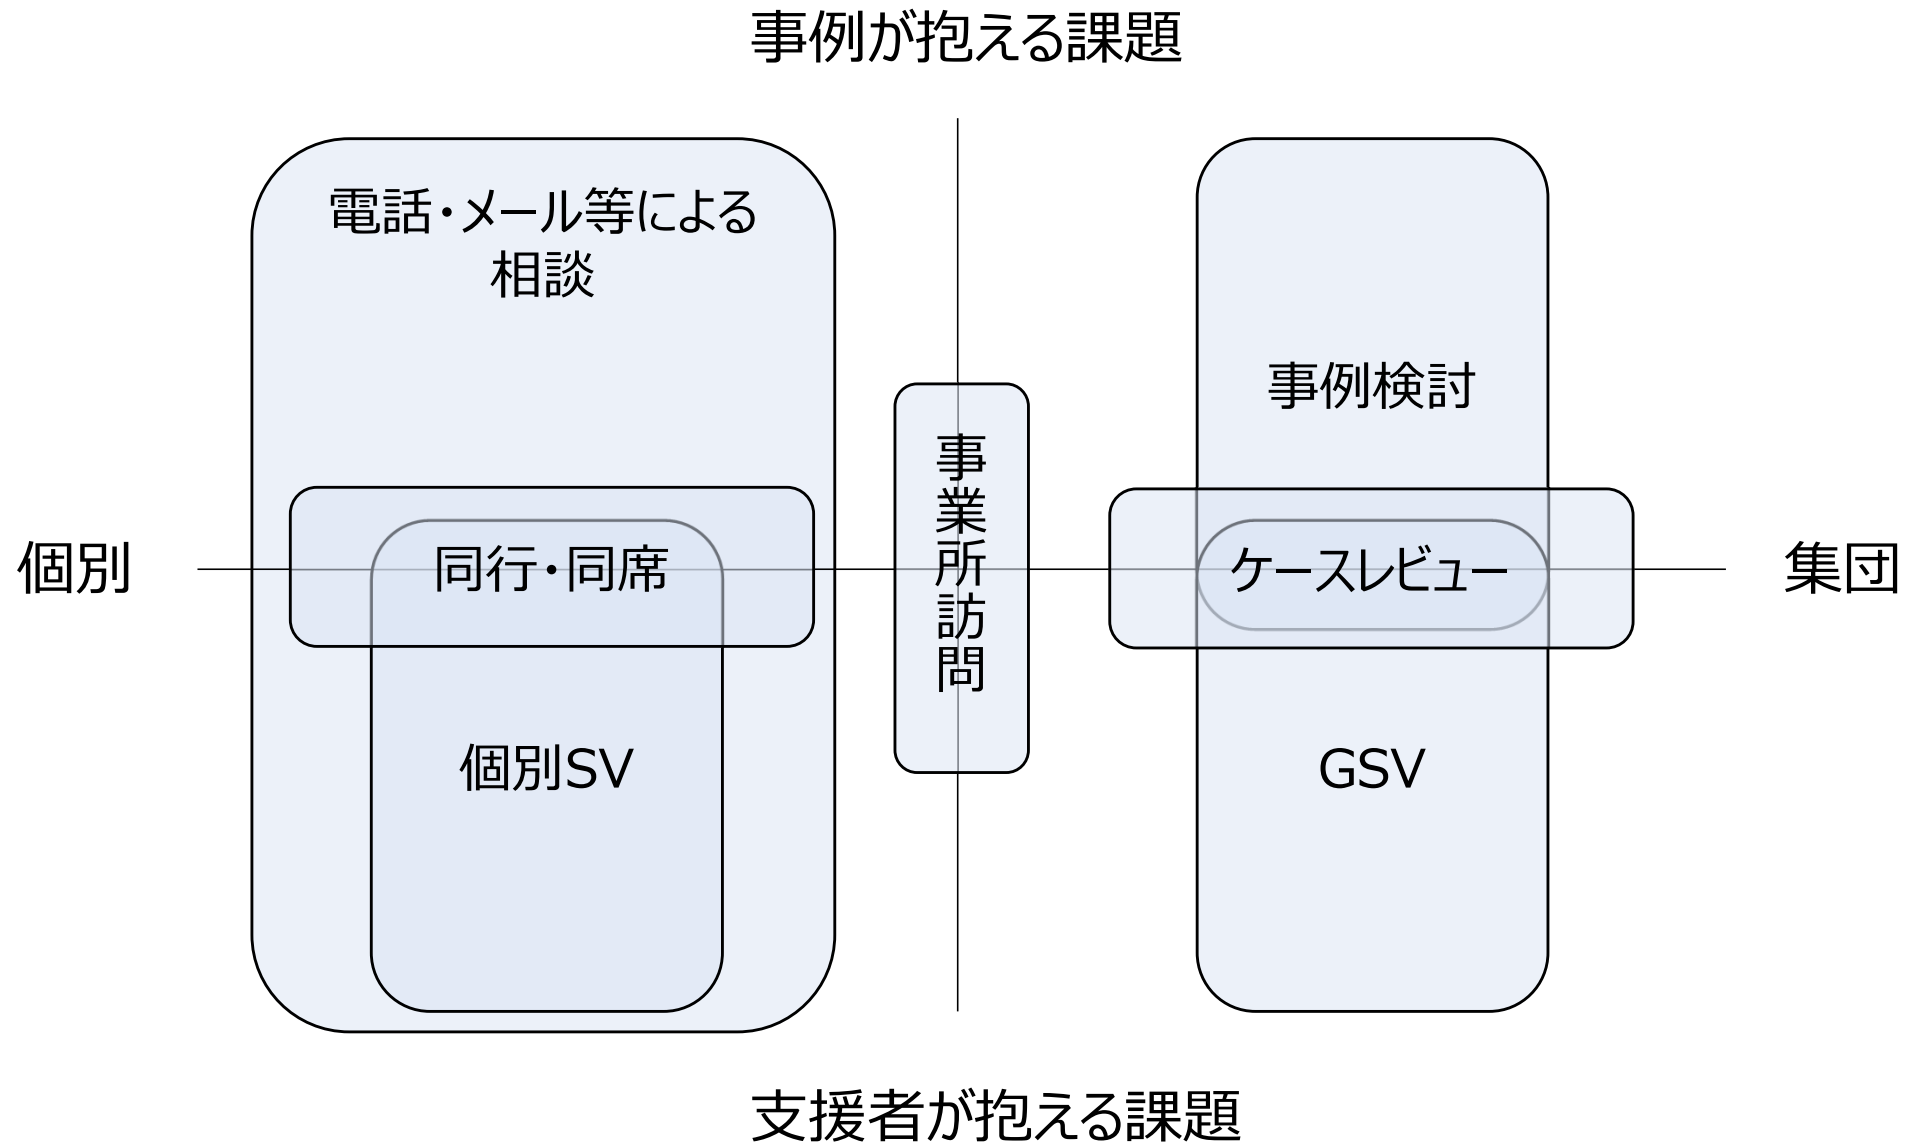 事例が抱える課題
電話・メール等による
相談
事例検討
事業所訪問
個別
同行・同席
ケースレビュー
集団
個別SV
GSV
支援者が抱える課題